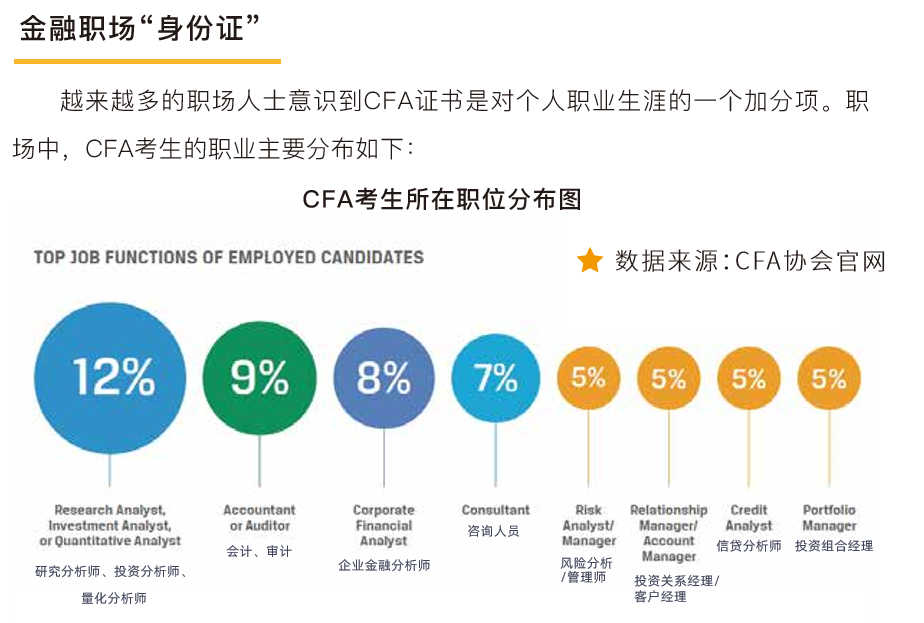 金融职场“身份证”
越来越多的职场人士意识到CFA证书是对个人职业生涯的一个加分项。职
场中，CFA考生的职业主要分布如下：
CFA考生所在职位分布图
TOP JOB FUNCTIONS OF EMPLOYED CANDIDATES
数据来源：CFA协会官网
12%
9%
8%
7%
5%
5%
5%
5%
Research Analyst,
Investment Analyst,
or Quantitative Analyst
研究分析师、投资分析师、
量化分析师
Accountant
or Auditor
会计、审计
Corporate
Financial
Analyst
企业金融分析师
Consultant
咨询人员
Risk
Analyst/
Manager
风险分析
/管理师
Relationship
Manager/
Account
Manager
投资关系经理/
客户经理
Credit
Analyst
信贷分析师
Portfolio
Manager
投资组合经理